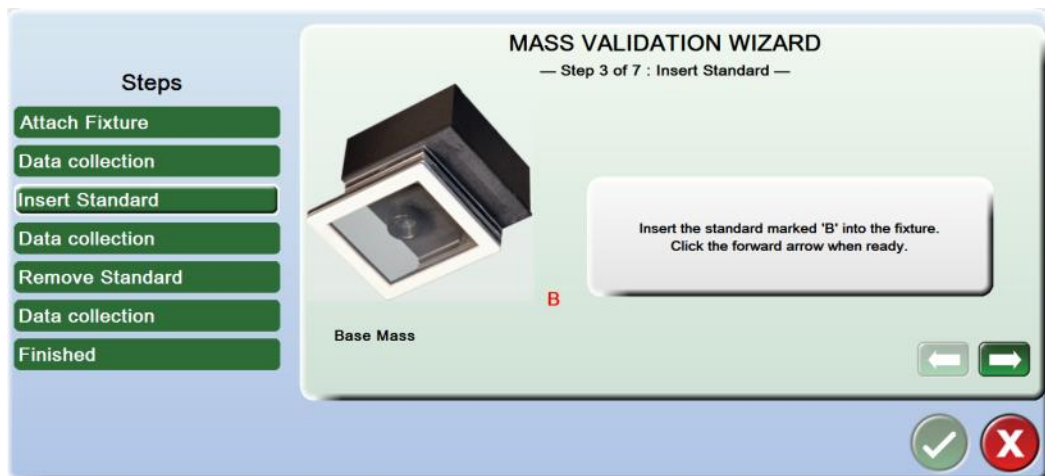 Steps
Attach Fixture
Data collection
Insert Standard
Data collection
Remove Standard
Data collection
Finished
MASS VALIDATION WIZARD
— Step 3 of 7 : Insert Standard —
B
Base Mass
Insert the standard marked 'B' into the fixture.
Click the forward arrow when ready.
X